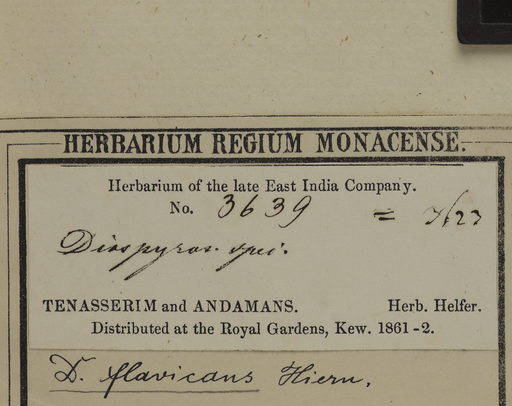 HERBARIUM REGIUM MONACENSE.
Herbarium of the late East India Company.
No. 3639 =
Diospyros. spei.
TENASSERIM and ANDAMANS. Herb. Helfer.
Distributed at the Royal Gardens, Kew. 1861-2.
D. flavicans Hiern.